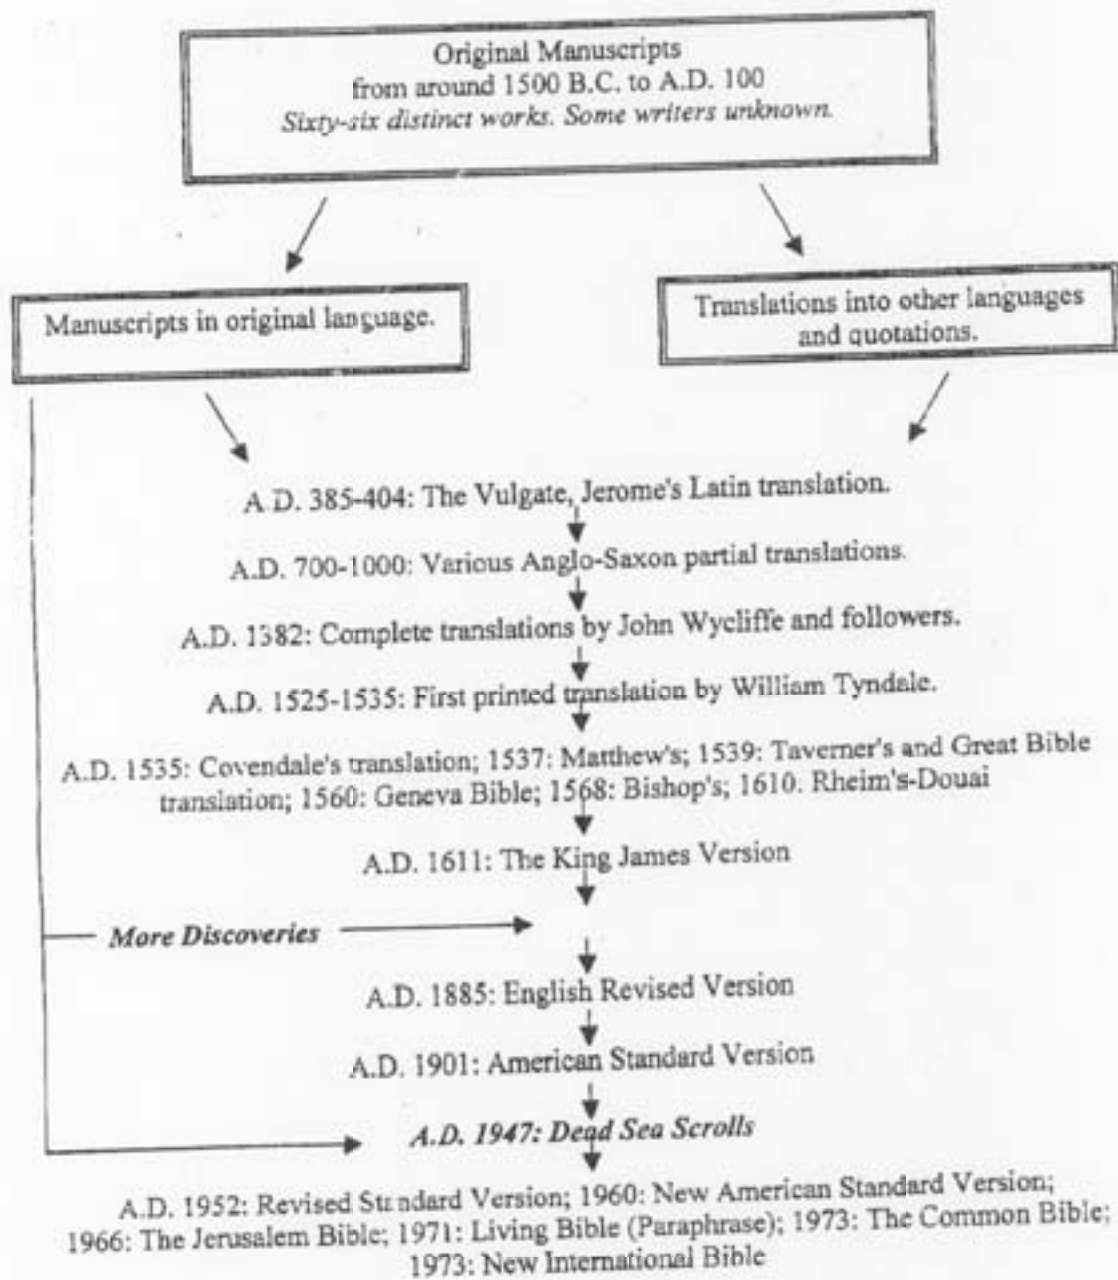 Original Manuscripts
from around 1500 B.C. to A.D. 100
Sixty-six distinct works. Some writers unknown.
Manuscripts in original language.
Translations into other languages
and quotations.
A.D. 385-404: The Vulgate, Jerome's Latin translation.
A.D. 700-1000: Various Anglo-Saxon partial translations.
A.D. 1382: Complete translations by John Wycliffe and followers.
A.D. 1525-1535: First printed translation by William Tyndale.
A.D. 1535: Covendale's translation; 1537: Matthew's; 1539: Taverner's and Great Bible
translation; 1560: Geneva Bible; 1568: Bishop's; 1610: Rheim's-Douai
A.D. 1611: The King James Version
More Discoveries
A.D. 1885: English Revised Version
A.D. 1901: American Standard Version
A.D. 1947: Dead Sea Scrolls
A.D. 1952: Revised Standard Version; 1960: New American Standard Version;
1966: The Jerusalem Bible; 1971: Living Bible (Paraphrase); 1973: The Common Bible;
1973: New International Bible